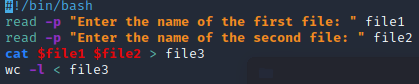 #!/bin/bash
read -p "Enter the name of the first file: " file1
read -p "Enter the name of the second file: " file2
cat $file1 $file2 > file3
wc -l < file3